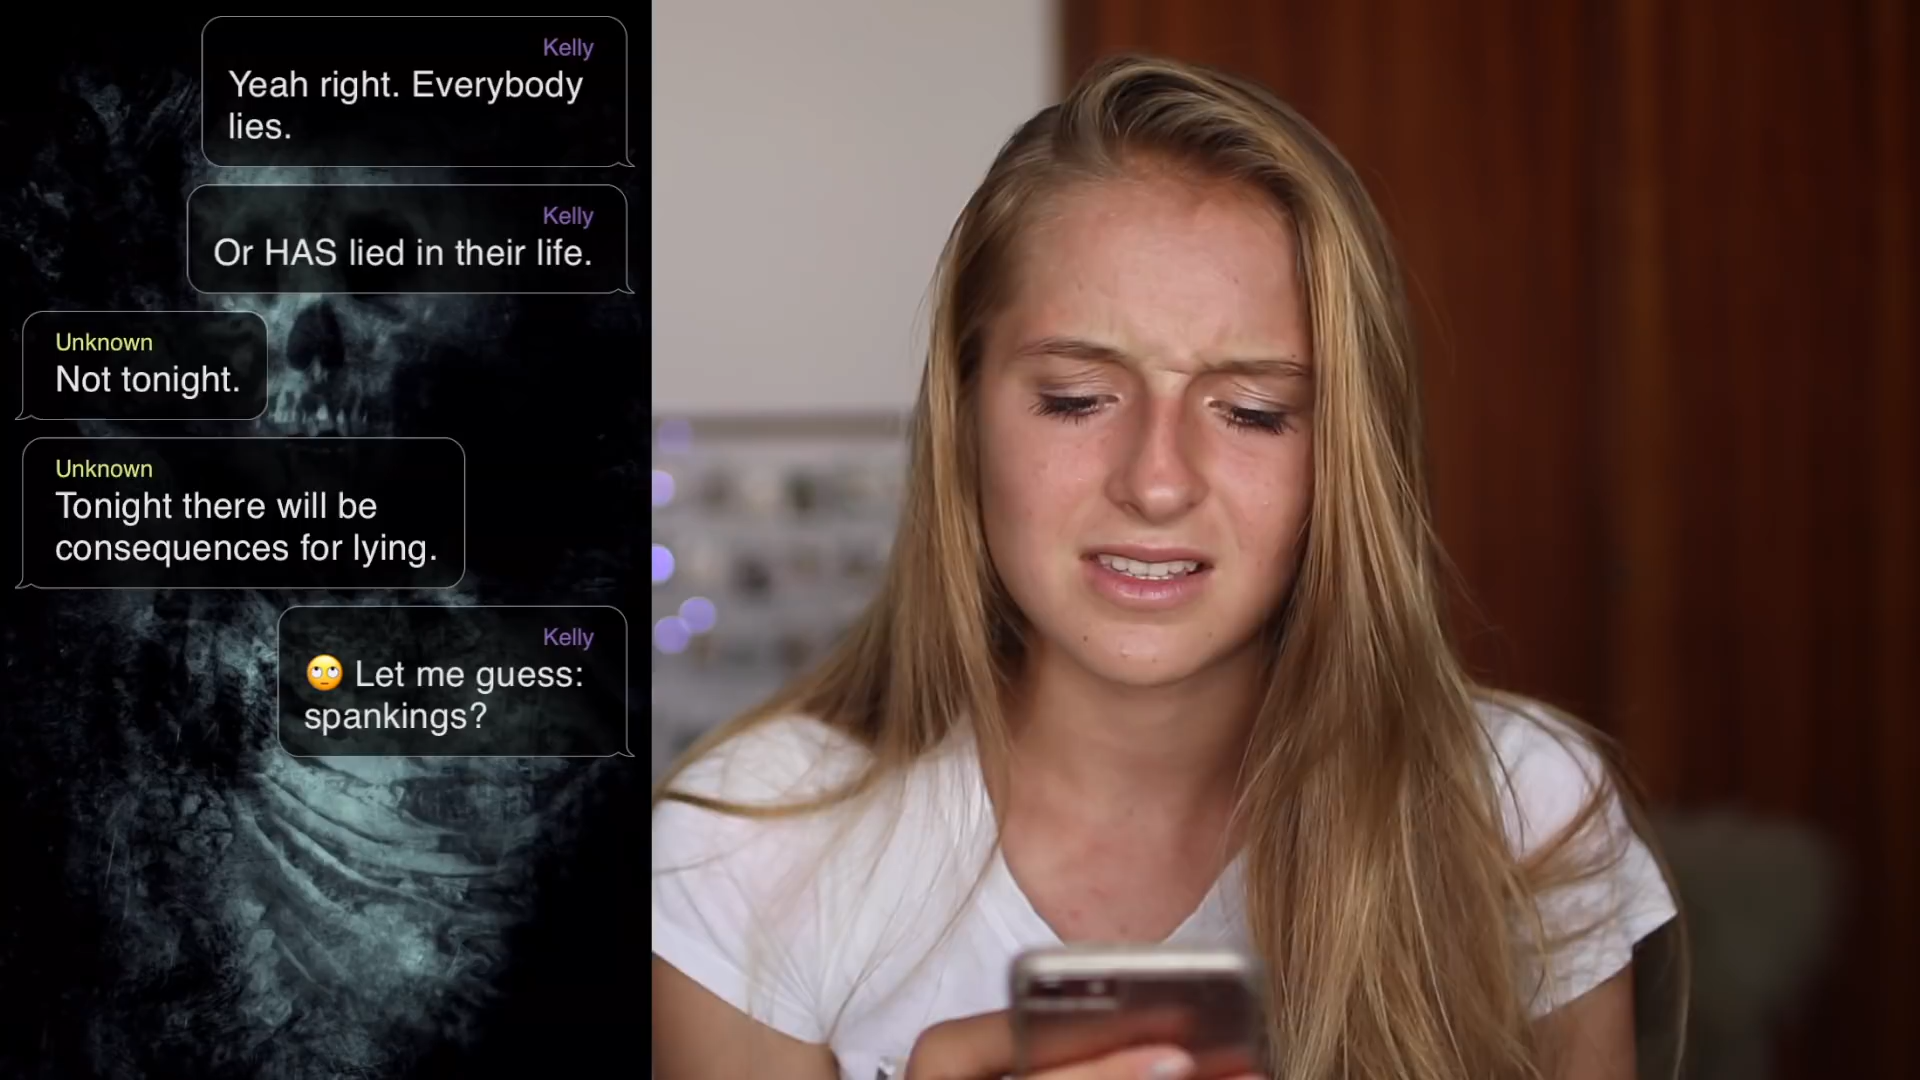 Kelly
Yeah right. Everybody
lies.
Kelly
Or HAS lied in their life.
Unknown
Not tonight.
Unknown
Tonight there will be
consequences for lying.
Kelly
🙄 Let me guess:
spankings?